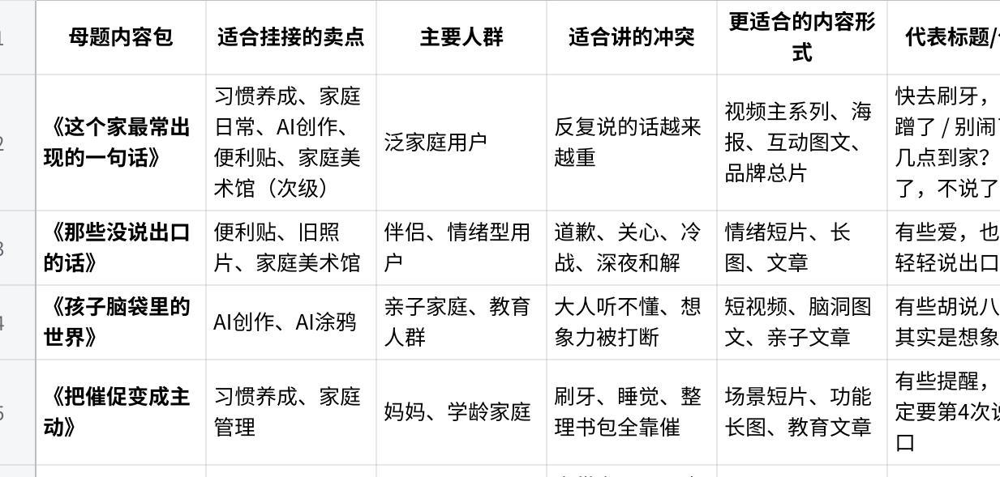 母题内容包
适合挂接的卖点
主要人群
适合讲的冲突
更适合的内容形
式
代表标题/
2
《这个家最常出
现的一句话》
习惯养成、家庭
日常、AI创作、
便利贴、家庭美
术馆（次级）
泛家庭用户
反复说的话越来
越重
视频主系列、海
报、互动图文、
品牌总片
快去刷牙，
蹭了 / 别闹
几点到家？
了，不说了
3
《那些没说出口
的话》
便利贴、旧照
片、家庭美术馆
伴侣、情绪型用
户
道歉、关心、冷
战、深夜和解
情绪短片、长
图、文章
有些爱，也
轻轻说出口
4
《孩子脑袋里的
世界》
AI创作、AI涂鸦
亲子家庭、教育
人群
大人听不懂、想
象力被打断
短视频、脑洞图
文、亲子文章
有些胡说八
其实是想象
5
《把催促变成主
动》
习惯养成、家庭
管理
妈妈、学龄家庭
刷牙、睡觉、整
理书包全靠催
场景短片、功能
长图、教育文章
有些提醒，
定要第4次说
口